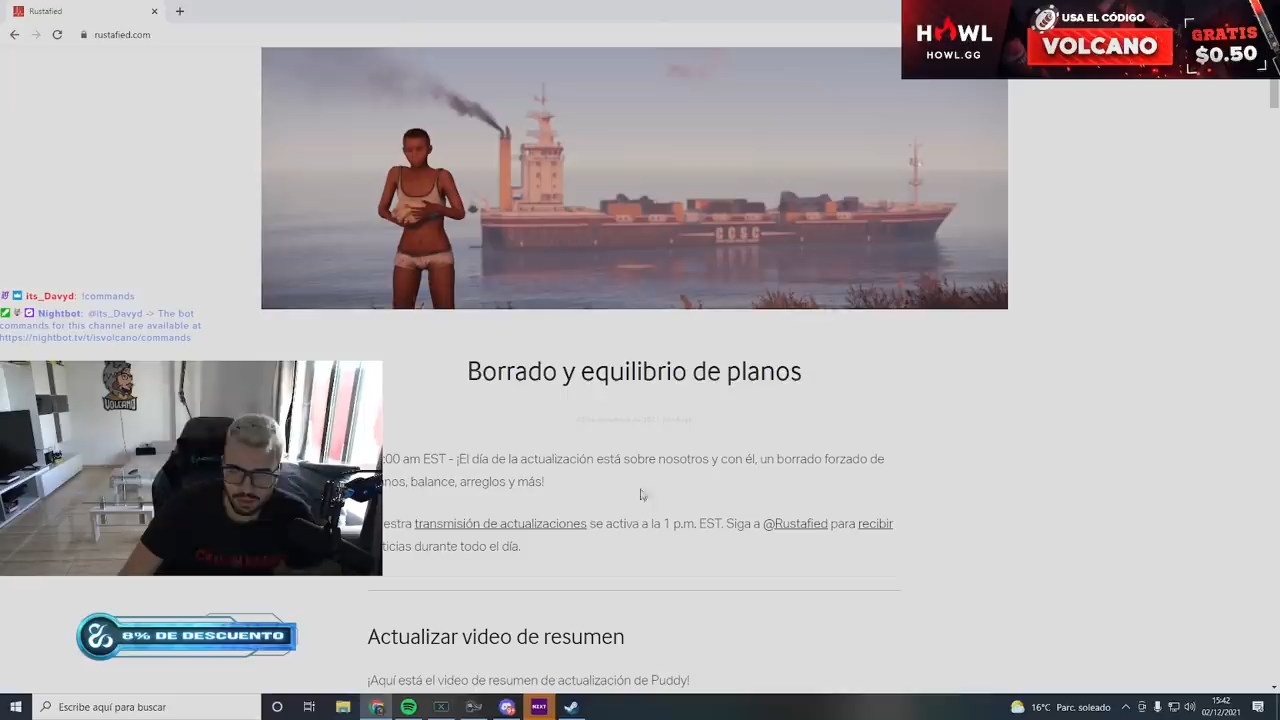 Rustafied
rustafied.com
HOWL
HOWL.GG
USA EL CÓDIGO
VOLCANO
GRATIS
$0.50
CCSC
its_Davyd: !commands
Nightbot: @its_Davyd -> The bot
commands for this channel are available at
https://nightbot.tv/t/isvolcano/commands
VOLCANO
Borrado y equilibrio de planos
:00 am EST - ¡El día de la actualización está sobre nosotros y con él, un borrado forzado de
nos, balance, arreglos y más!
estra transmisión de actualizaciones se activa a la 1 p.m. EST. Siga a @Rustafied para recibir
ticias durante todo el día.
8% DE DESCUENTO
Actualizar video de resumen
¡Aquí está el video de resumen de actualización de Puddy!
Escribe aquí para buscar
NEXT
16°C Parc. soleado
15:42
02/12/2021